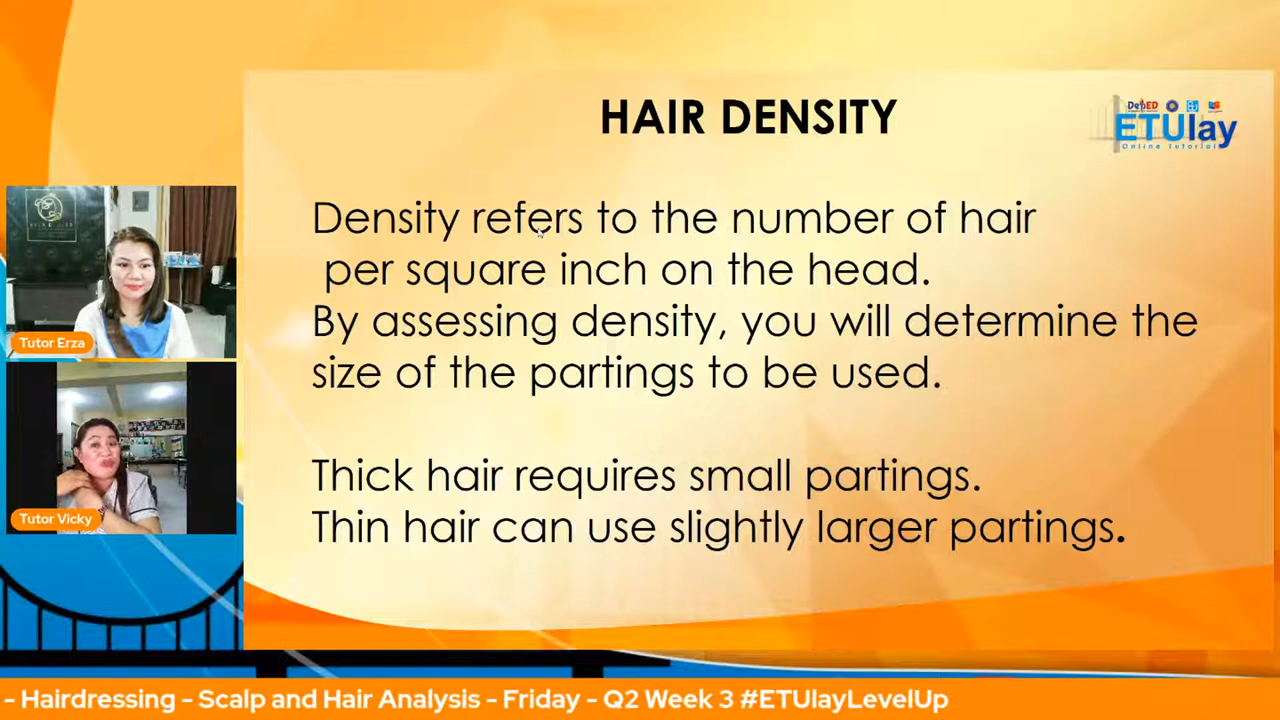 HAIR DENSITY
DepED
ETUlay
Online Tutorial
Density refers to the number of hair
per square inch on the head.
By assessing density, you will determine the
size of the partings to be used.
Thick hair requires small partings.
Thin hair can use slightly larger partings.
Tutor Erza
Tutor Vicky
- Hairdressing - Scalp and Hair Analysis - Friday - Q2 Week 3 #ETUlayLevelUp